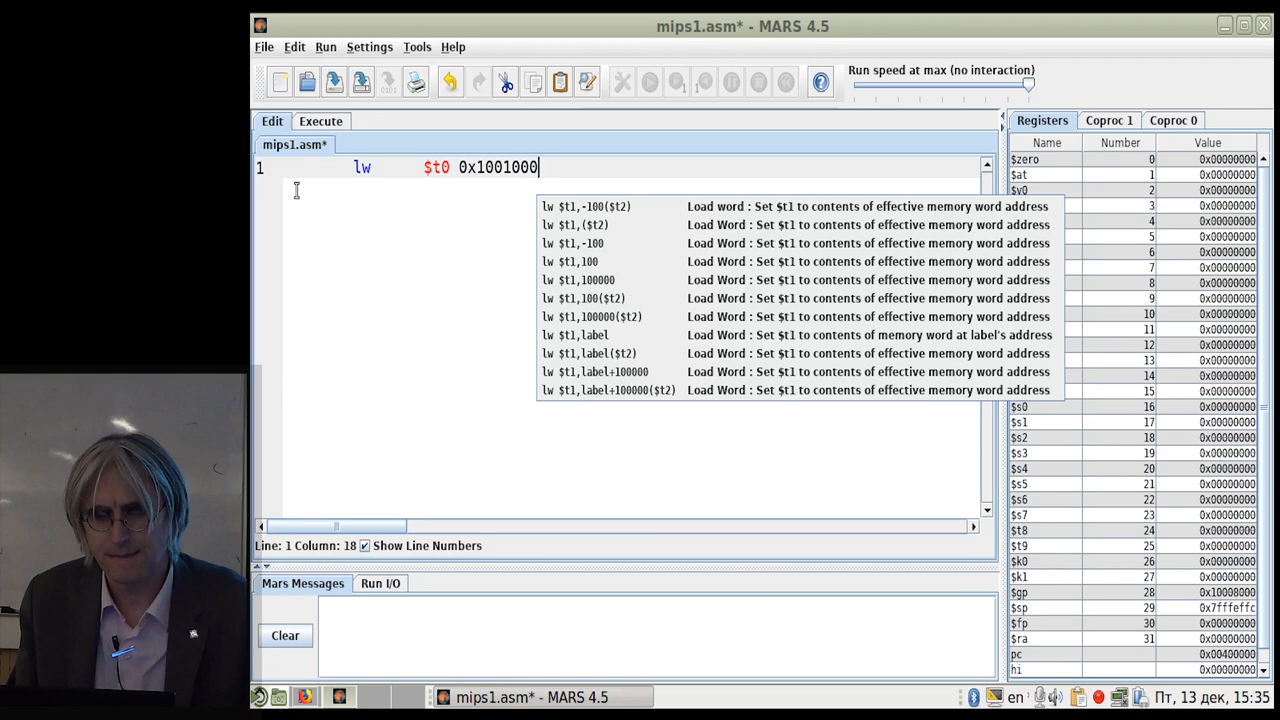 mips1.asm* - MARS 4.5
File Edit Run Settings Tools Help
Run speed at max (no interaction)
Edit Execute
mips1.asm*
1 lw $t0 0x1001000
lw $t1,-100($t2) Load word : Set $t1 to contents of effective memory word address
lw $t1,($t2) Load Word : Set $t1 to contents of effective memory word address
lw $t1,-100 Load Word : Set $t1 to contents of effective memory word address
lw $t1,100 Load Word : Set $t1 to contents of effective memory word address
lw $t1,100000 Load Word : Set $t1 to contents of effective memory word address
lw $t1,100($t2) Load Word : Set $t1 to contents of effective memory word address
lw $t1,100000($t2) Load Word : Set $t1 to contents of effective memory word address
lw $t1,label Load Word : Set $t1 to contents of memory word at label's address
lw $t1,label($t2) Load Word : Set $t1 to contents of effective memory word address
lw $t1,label+100000 Load Word : Set $t1 to contents of effective memory word address
lw $t1,label+100000($t2) Load Word : Set $t1 to contents of effective memory word address
Line: 1 Column: 18 Show Line Numbers
Mars Messages Run I/O
Clear
Registers Coproc 1 Coproc 0
Name Number Value
$zero 0 0x00000000
$at 1 0x00000000
$v0 2 0x00000000
3 0x00000000
4 0x00000000
5 0x00000000
6 0x00000000
7 0x00000000
8 0x00000000
9 0x00000000
10 0x00000000
11 0x00000000
12 0x00000000
13 0x00000000
14 0x00000000
15 0x00000000
$s0 16 0x00000000
$s1 17 0x00000000
$s2 18 0x00000000
$s3 19 0x00000000
$s4 20 0x00000000
$s5 21 0x00000000
$s6 22 0x00000000
$s7 23 0x00000000
$t8 24 0x00000000
$t9 25 0x00000000
$k0 26 0x00000000
$k1 27 0x00000000
$gp 28 0x10008000
$sp 29 0x7fffeffc
$fp 30 0x00000000
$ra 31 0x00000000
pc 0x00400000
hi 0x00000000
mips1.asm* - MARS 4.5
en Пт, 13 дек, 15:35